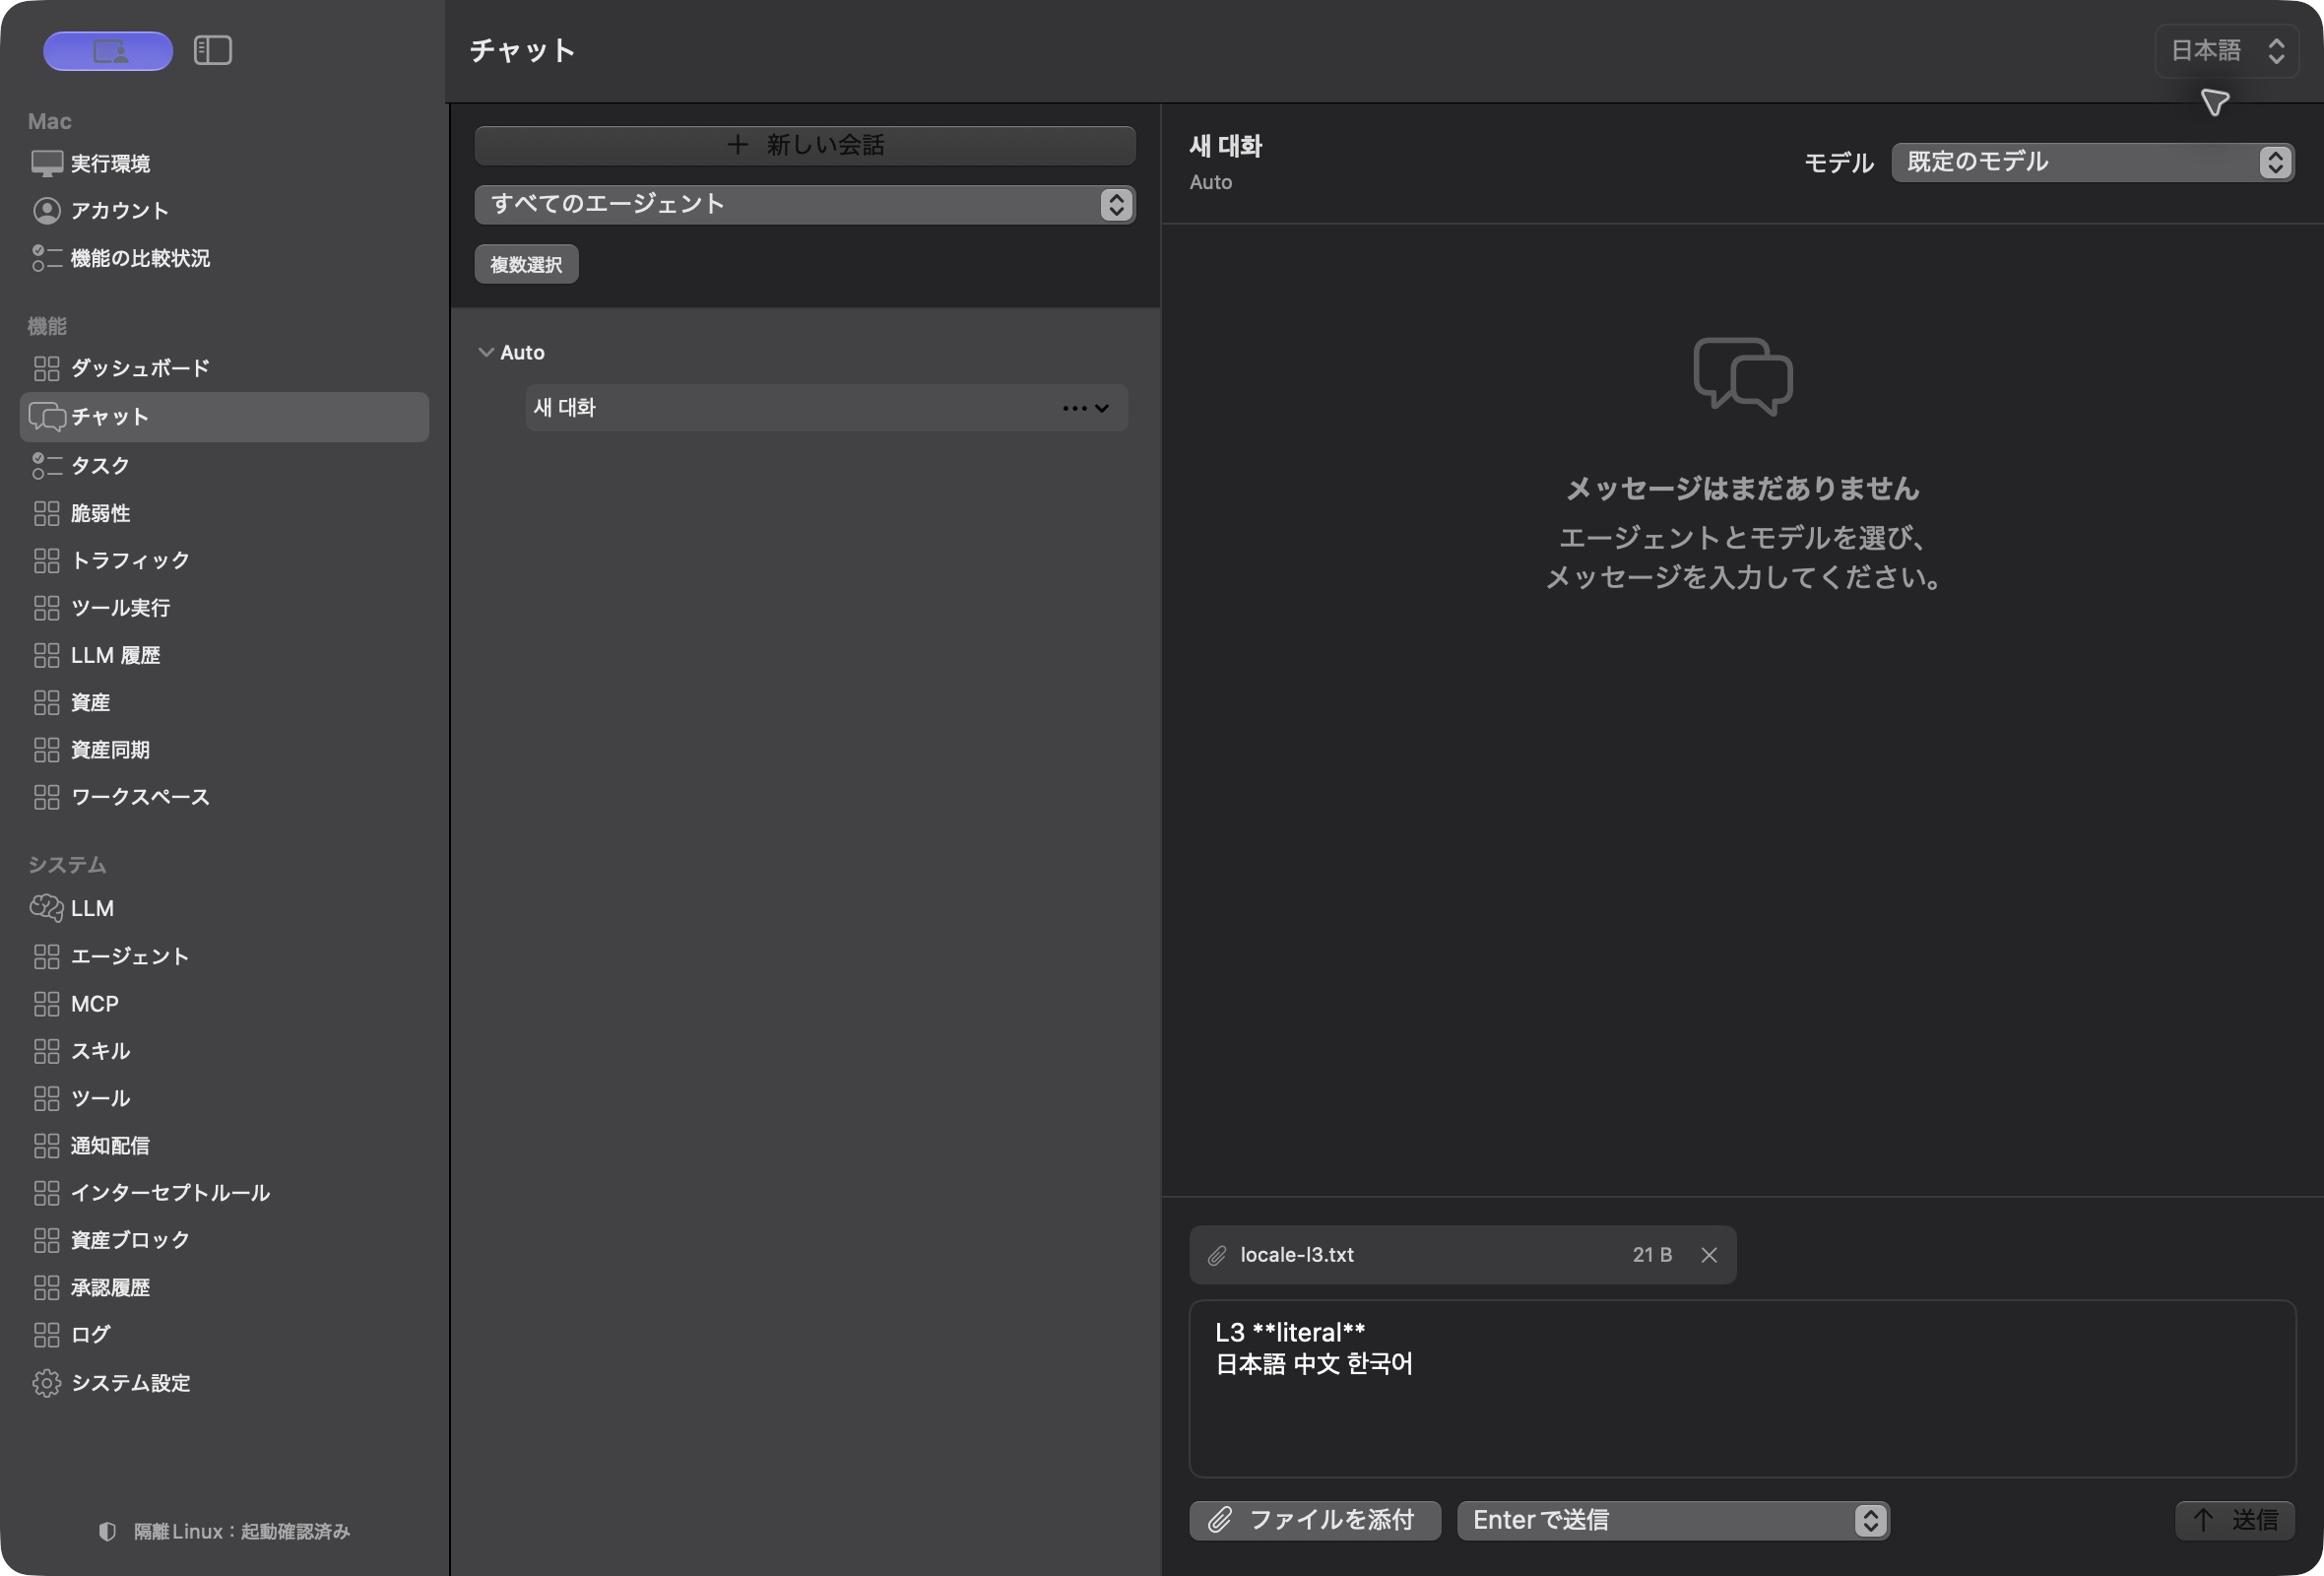 チャット
日本語
Mac
実行環境
アカウント
機能の比較状況
機能
ダッシュボード
チャット
タスク
脆弱性
トラフィック
ツール実行
LLM 履歴
資産
資産同期
ワークスペース
システム
LLM
エージェント
MCP
スキル
ツール
通知配信
インターセプトルール
資産ブロック
承認履歴
ログ
システム設定
隔離Linux：起動確認済み
新しい会話
すべてのエージェント
複数選択
Auto
새 대화
새 대화
Auto
モデル
既定のモデル
メッセージはまだありません
エージェントとモデルを選び、
メッセージを入力してください。
locale-l3.txt
21 B
L3 **literal**
日本語 中文 한국어
ファイルを添付
Enterで送信
送信